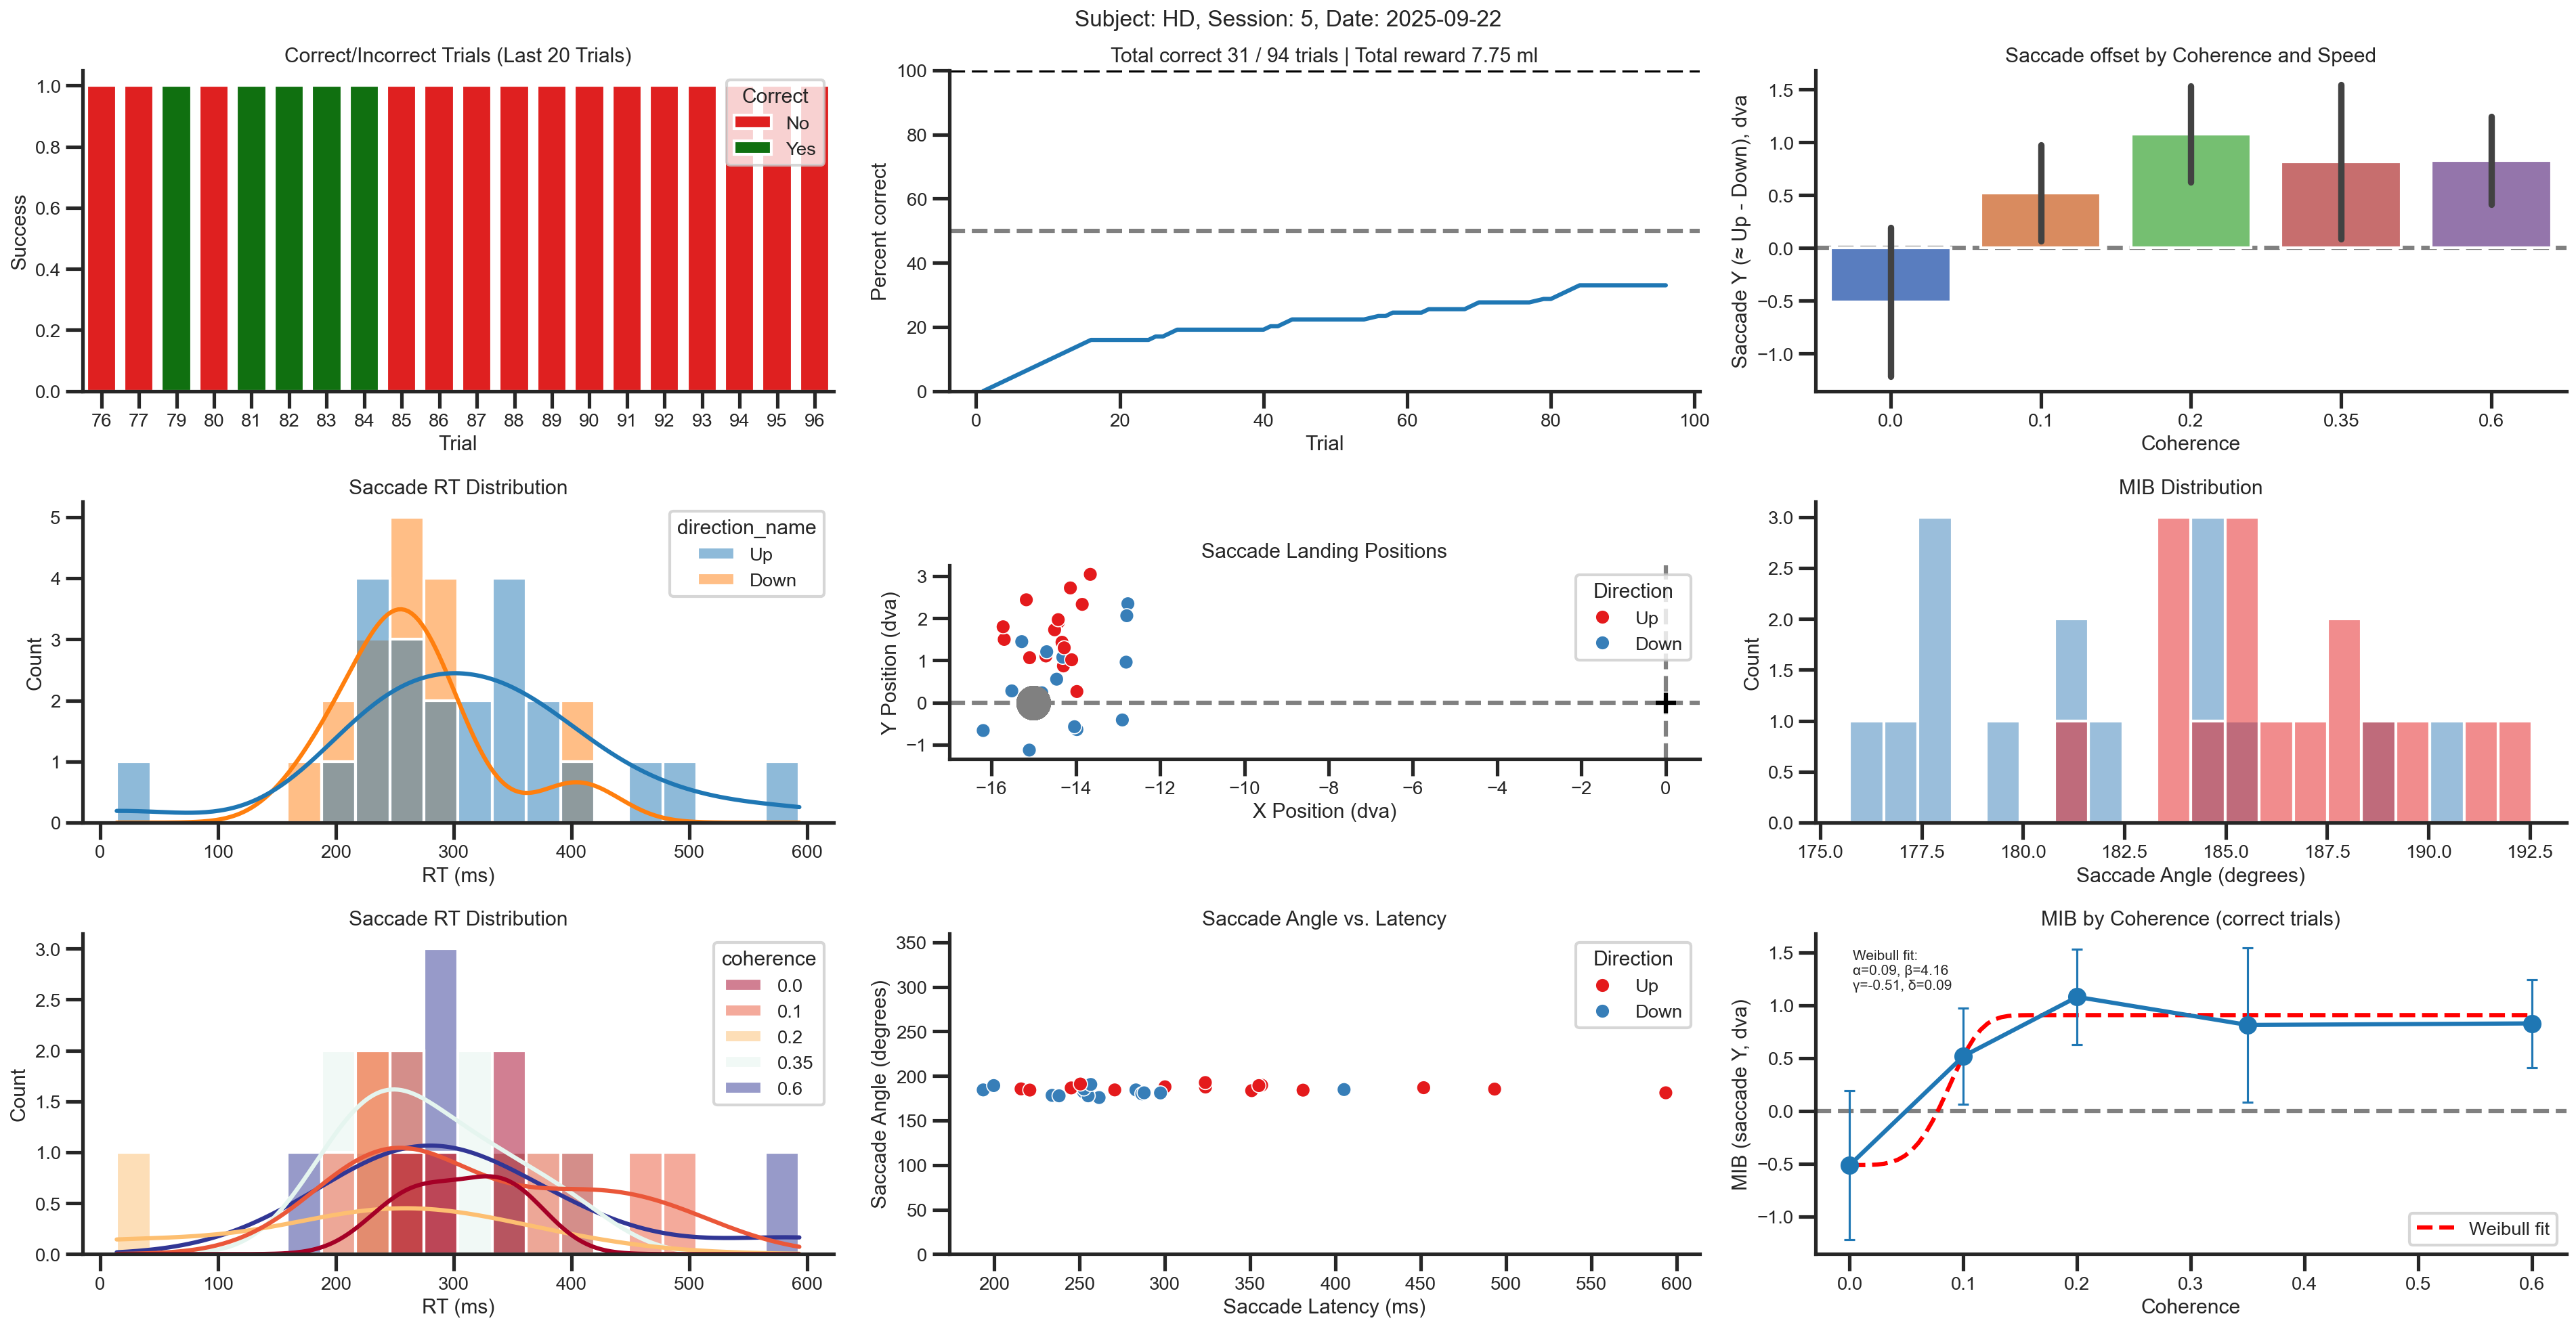 Subject: HD, Session: 5, Date: 2025-09-22
Correct/Incorrect Trials (Last 20 Trials)
Success
1.0
0.8
0.6
0.4
0.2
0.0
Correct
No
Yes
76 77 79 80 81 82 83 84 85 86 87 88 89 90 91 92 93 94 95 96
Trial
Total correct 31 / 94 trials | Total reward 7.75 ml
Percent correct
100
80
60
40
20
0
0 20 40 60 80 100
Trial
Saccade offset by Coherence and Speed
Saccade Y (≈ Up - Down), dva
1.5
1.0
0.5
0.0
−0.5
−1.0
0.0 0.1 0.2 0.35 0.6
Coherence
Saccade RT Distribution
Count
5
4
3
2
1
0
direction_name
Up
Down
0 100 200 300 400 500 600
RT (ms)
Saccade Landing Positions
Y Position (dva)
3
2
1
0
−1
Direction
Up
Down
−16 −14 −12 −10 −8 −6 −4 −2 0
X Position (dva)
MIB Distribution
Count
3.0
2.5
2.0
1.5
1.0
0.5
0.0
175.0 177.5 180.0 182.5 185.0 187.5 190.0 192.5
Saccade Angle (degrees)
Saccade RT Distribution
Count
3.0
2.5
2.0
1.5
1.0
0.5
0.0
coherence
0.0
0.1
0.2
0.35
0.6
0 100 200 300 400 500 600
RT (ms)
Saccade Angle vs. Latency
Saccade Angle (degrees)
350
300
250
200
150
100
50
0
Direction
Up
Down
200 250 300 350 400 450 500 550 600
Saccade Latency (ms)
MIB by Coherence (correct trials)
MIB (saccade Y, dva)
1.5
1.0
0.5
0.0
−0.5
−1.0
Weibull fit:
α=0.09, β=4.16
γ=-0.51, δ=0.09
Weibull fit
0.0 0.1 0.2 0.3 0.4 0.5 0.6
Coherence